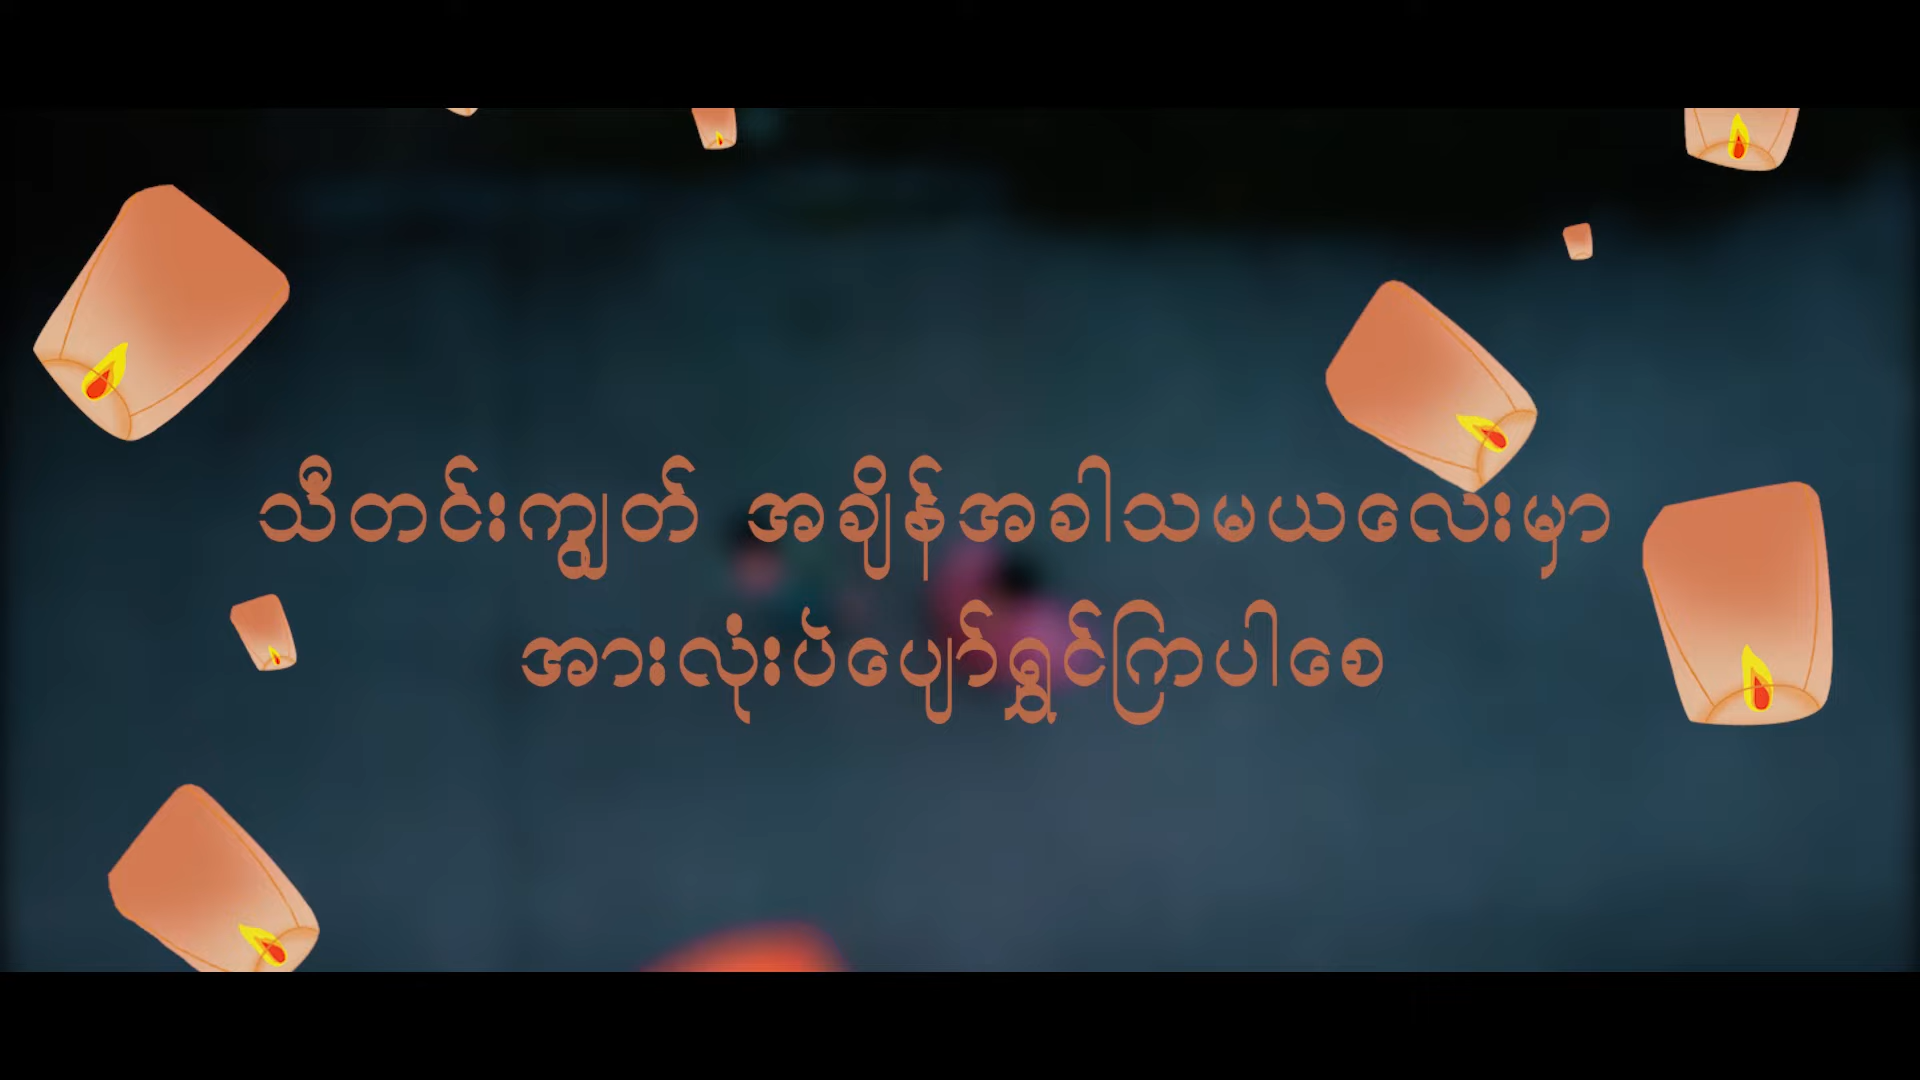 သီတင်းကျွတ် အချိန်အခါသမယလေးမှာ
အားလုံးပဲပျော်ရွှင်ကြပါစေ